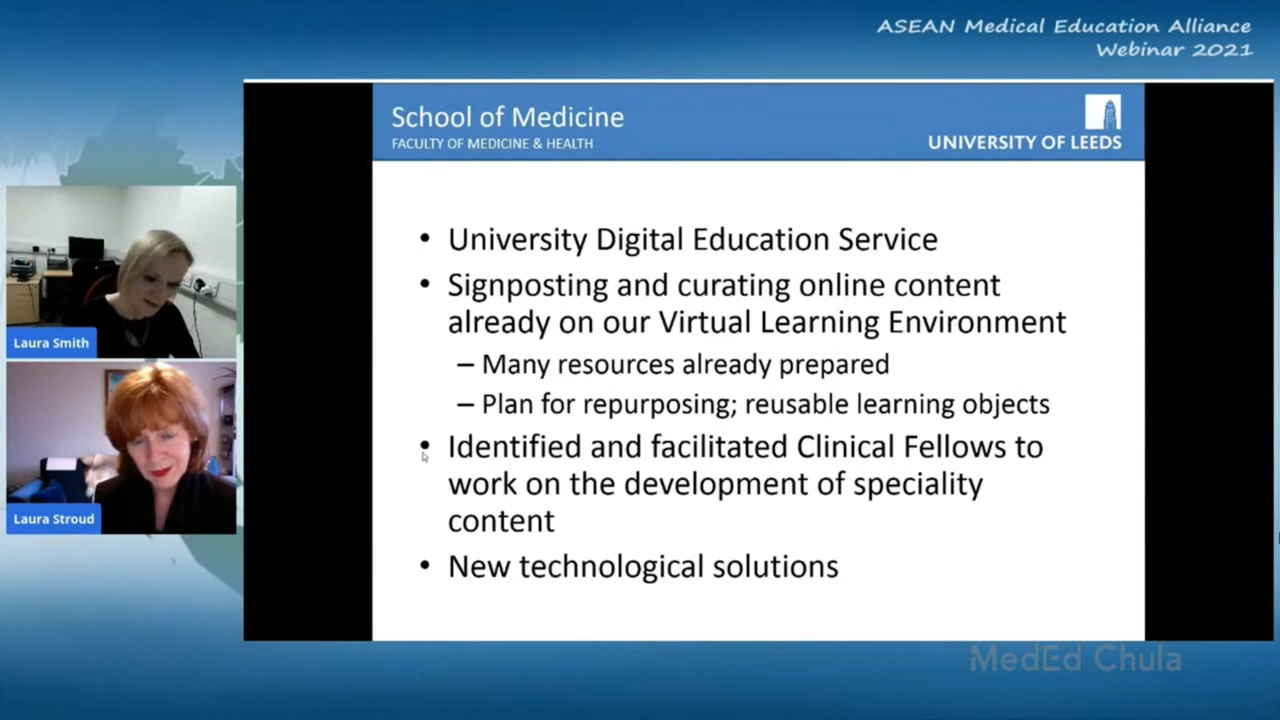 ASEAN Medical Education Alliance
Webinar 2021
School of Medicine
FACULTY OF MEDICINE & HEALTH
UNIVERSITY OF LEEDS
Laura Smith
Laura Stroud
• University Digital Education Service
• Signposting and curating online content
already on our Virtual Learning Environment
– Many resources already prepared
– Plan for repurposing; reusable learning objects
• Identified and facilitated Clinical Fellows to
work on the development of speciality
content
• New technological solutions
MedEd Chula